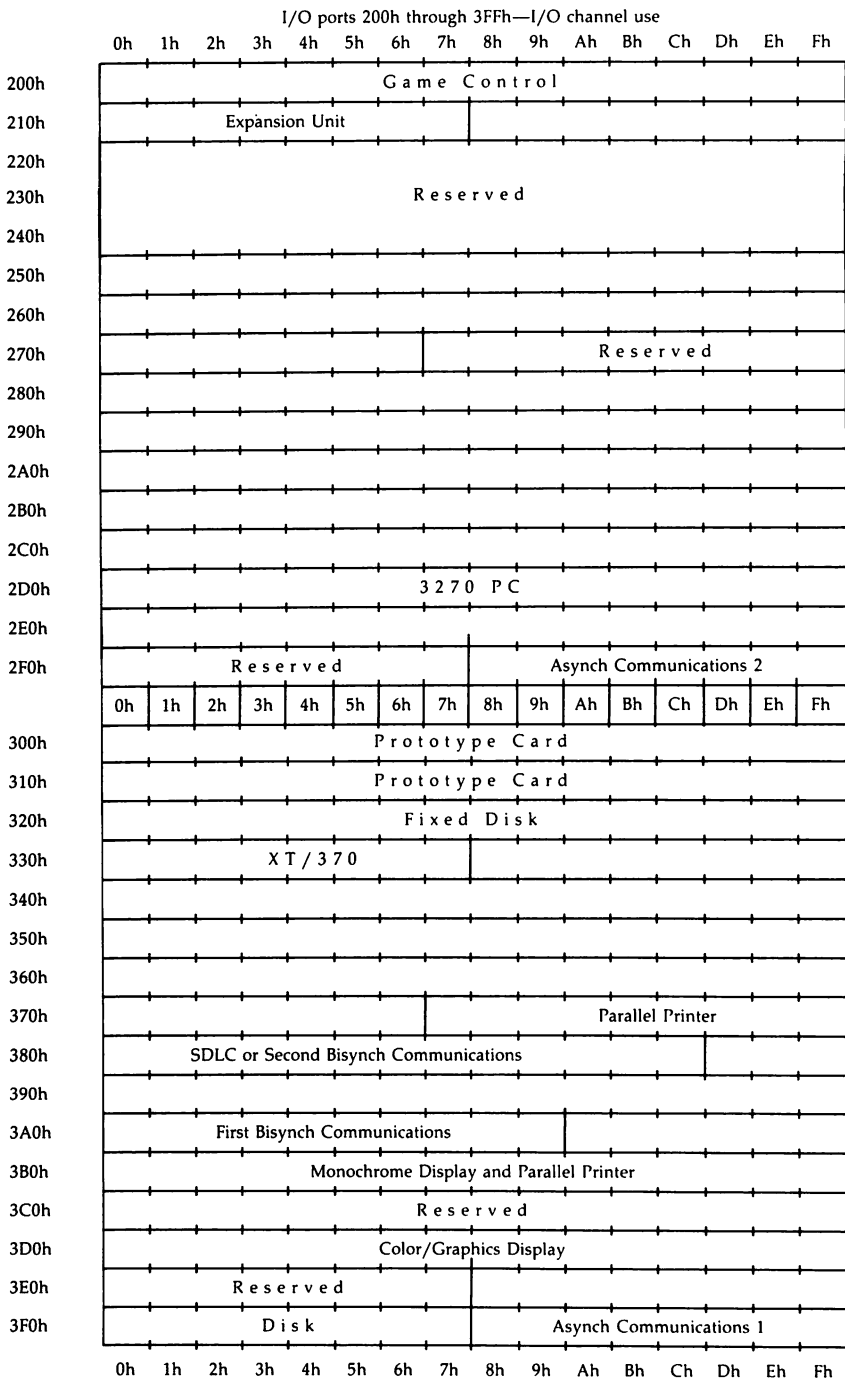 I/O ports 200h through 3FFh—I/O channel use
0h 1h 2h 3h 4h 5h 6h 7h 8h 9h Ah Bh Ch Dh Eh Fh
200h Game Control
210h Expansion Unit
220h
230h Reserved
240h
250h
260h
270h Reserved
280h
290h
2A0h
2B0h
2C0h
2D0h 3270 PC
2E0h
2F0h Reserved Asynch Communications 2
0h 1h 2h 3h 4h 5h 6h 7h 8h 9h Ah Bh Ch Dh Eh Fh
300h Prototype Card
310h Prototype Card
320h Fixed Disk
330h XT/370
340h
350h
360h
370h Parallel Printer
380h SDLC or Second Bisynch Communications
390h
3A0h First Bisynch Communications
3B0h Monochrome Display and Parallel Printer
3C0h Reserved
3D0h Color/Graphics Display
3E0h Reserved
3F0h Disk Asynch Communications 1
0h 1h 2h 3h 4h 5h 6h 7h 8h 9h Ah Bh Ch Dh Eh Fh